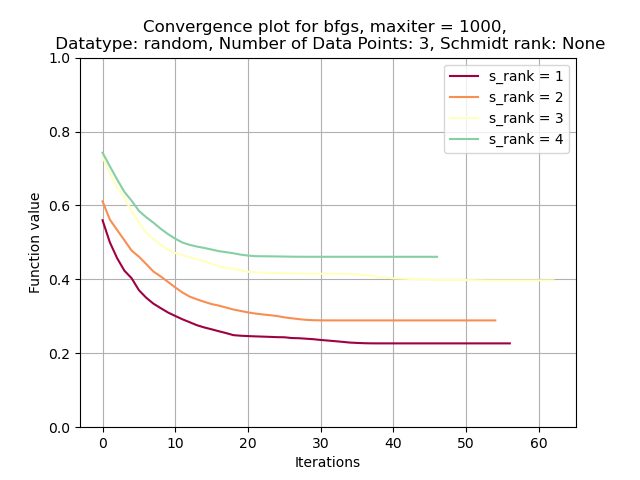 Convergence plot for bfgs, maxiter = 1000,
Datatype: random, Number of Data Points: 3, Schmidt rank: None
s_rank = 1
s_rank = 2
s_rank = 3
s_rank = 4
Function value
1.0
0.8
0.6
0.4
0.2
0.0
0 10 20 30 40 50 60
Iterations